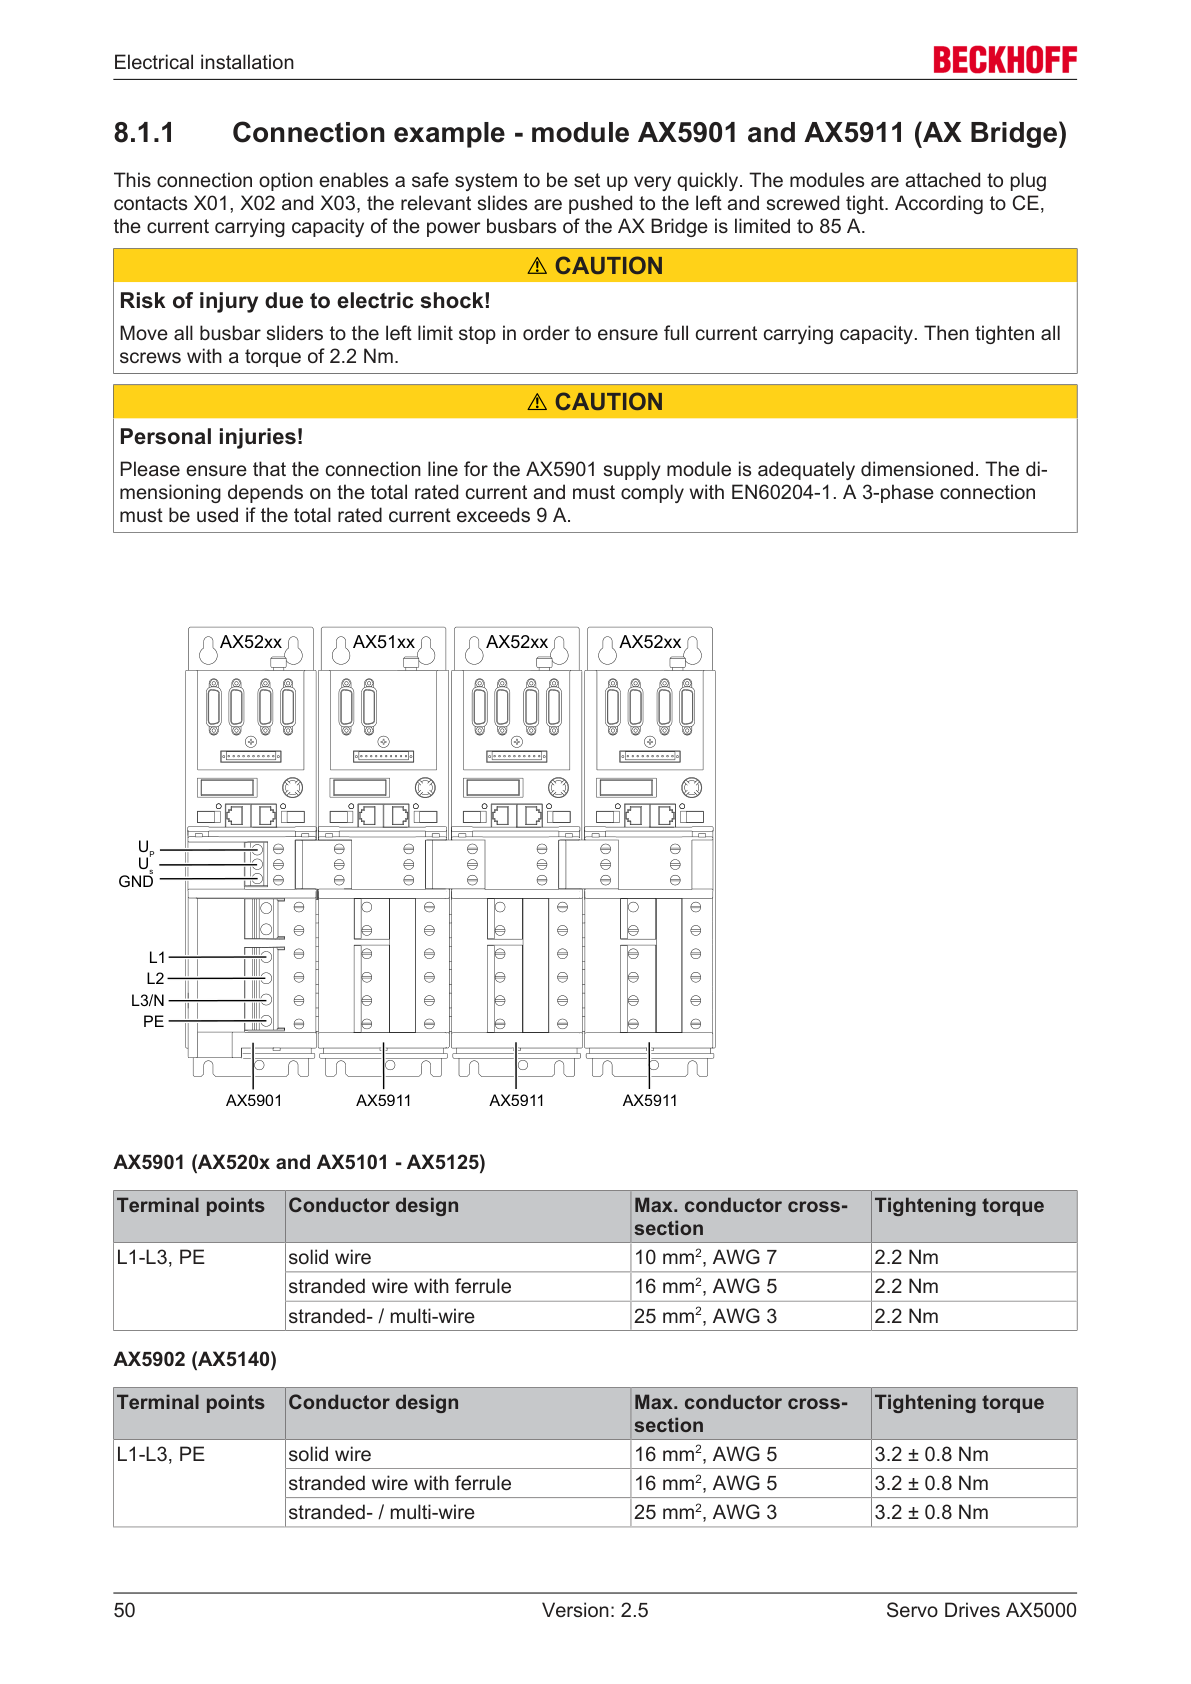 Electrical installation
BECKHOFF
8.1.1 Connection example - module AX5901 and AX5911 (AX Bridge)
This connection option enables a safe system to be set up very quickly. The modules are attached to plug
contacts X01, X02 and X03, the relevant slides are pushed to the left and screwed tight. According to CE,
the current carrying capacity of the power busbars of the AX Bridge is limited to 85 A.
⚠ CAUTION
Risk of injury due to electric shock!
Move all busbar sliders to the left limit stop in order to ensure full current carrying capacity. Then tighten all
screws with a torque of 2.2 Nm.
⚠ CAUTION
Personal injuries!
Please ensure that the connection line for the AX5901 supply module is adequately dimensioned. The di-
mensioning depends on the total rated current and must comply with EN60204-1. A 3-phase connection
must be used if the total rated current exceeds 9 A.
AX52xx AX51xx AX52xx AX52xx
UP
Us
GND
L1
L2
L3/N
PE
AX5901 AX5911 AX5911 AX5911
AX5901 (AX520x and AX5101 - AX5125)
Terminal points Conductor design Max. conductor cross- Tightening torque
section
L1-L3, PE solid wire 10 mm², AWG 7 2.2 Nm
stranded wire with ferrule 16 mm², AWG 5 2.2 Nm
stranded- / multi-wire 25 mm², AWG 3 2.2 Nm
AX5902 (AX5140)
Terminal points Conductor design Max. conductor cross- Tightening torque
section
L1-L3, PE solid wire 16 mm², AWG 5 3.2 ± 0.8 Nm
stranded wire with ferrule 16 mm², AWG 5 3.2 ± 0.8 Nm
stranded- / multi-wire 25 mm², AWG 3 3.2 ± 0.8 Nm
50 Version: 2.5 Servo Drives AX5000